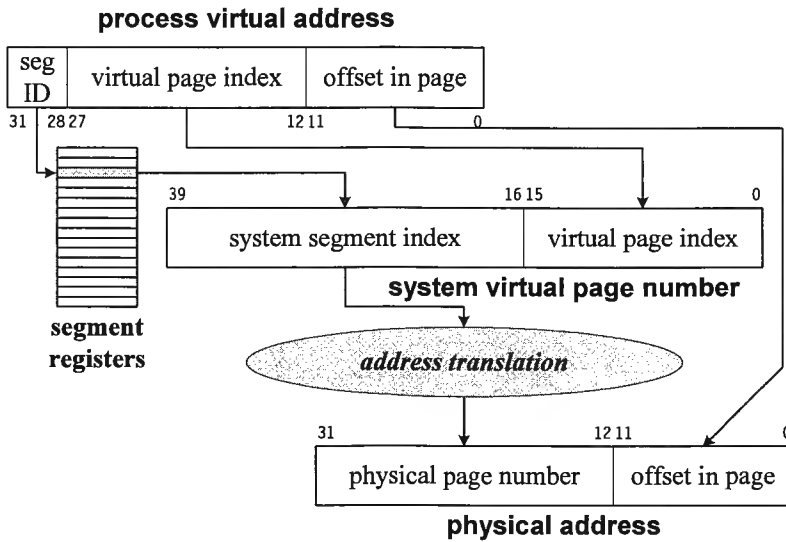 process virtual address
seg
ID
virtual page index
offset in page
31
28 27
12 11
0
39
16 15
0
system segment index
virtual page index
system virtual page number
segment
registers
address translation
31
12 11
0
physical page number
offset in page
physical address